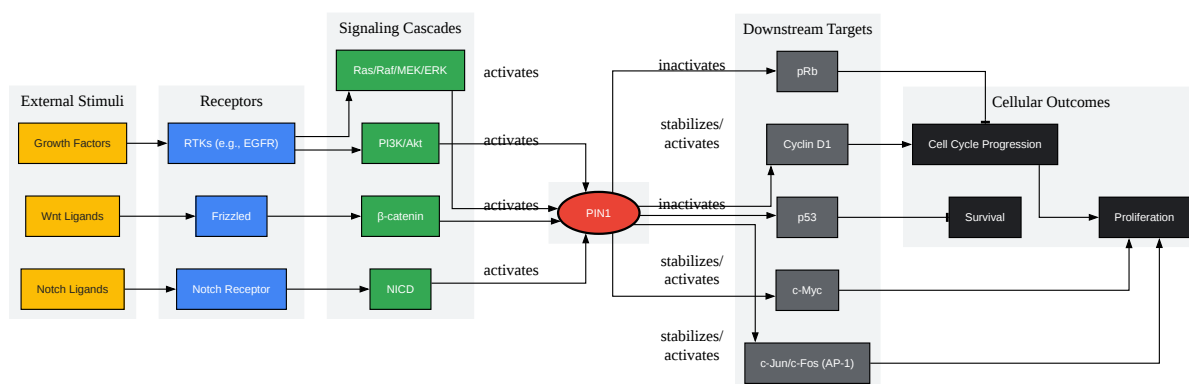 Signaling Cascades
Downstream Targets
Ras/Raf/MEK/ERK
activates
inactivates
pRb
External Stimuli
Receptors
Cellular Outcomes
Growth Factors
RTKs (e.g., EGFR)
PI3K/Akt
activates
stabilizes/
activates
Cyclin D1
Cell Cycle Progression
Wnt Ligands
Frizzled
β-catenin
activates
PIN1
inactivates
p53
Survival
Proliferation
Notch Ligands
Notch Receptor
NICD
activates
stabilizes/
activates
c-Myc
stabilizes/
activates
c-Jun/c-Fos (AP-1)